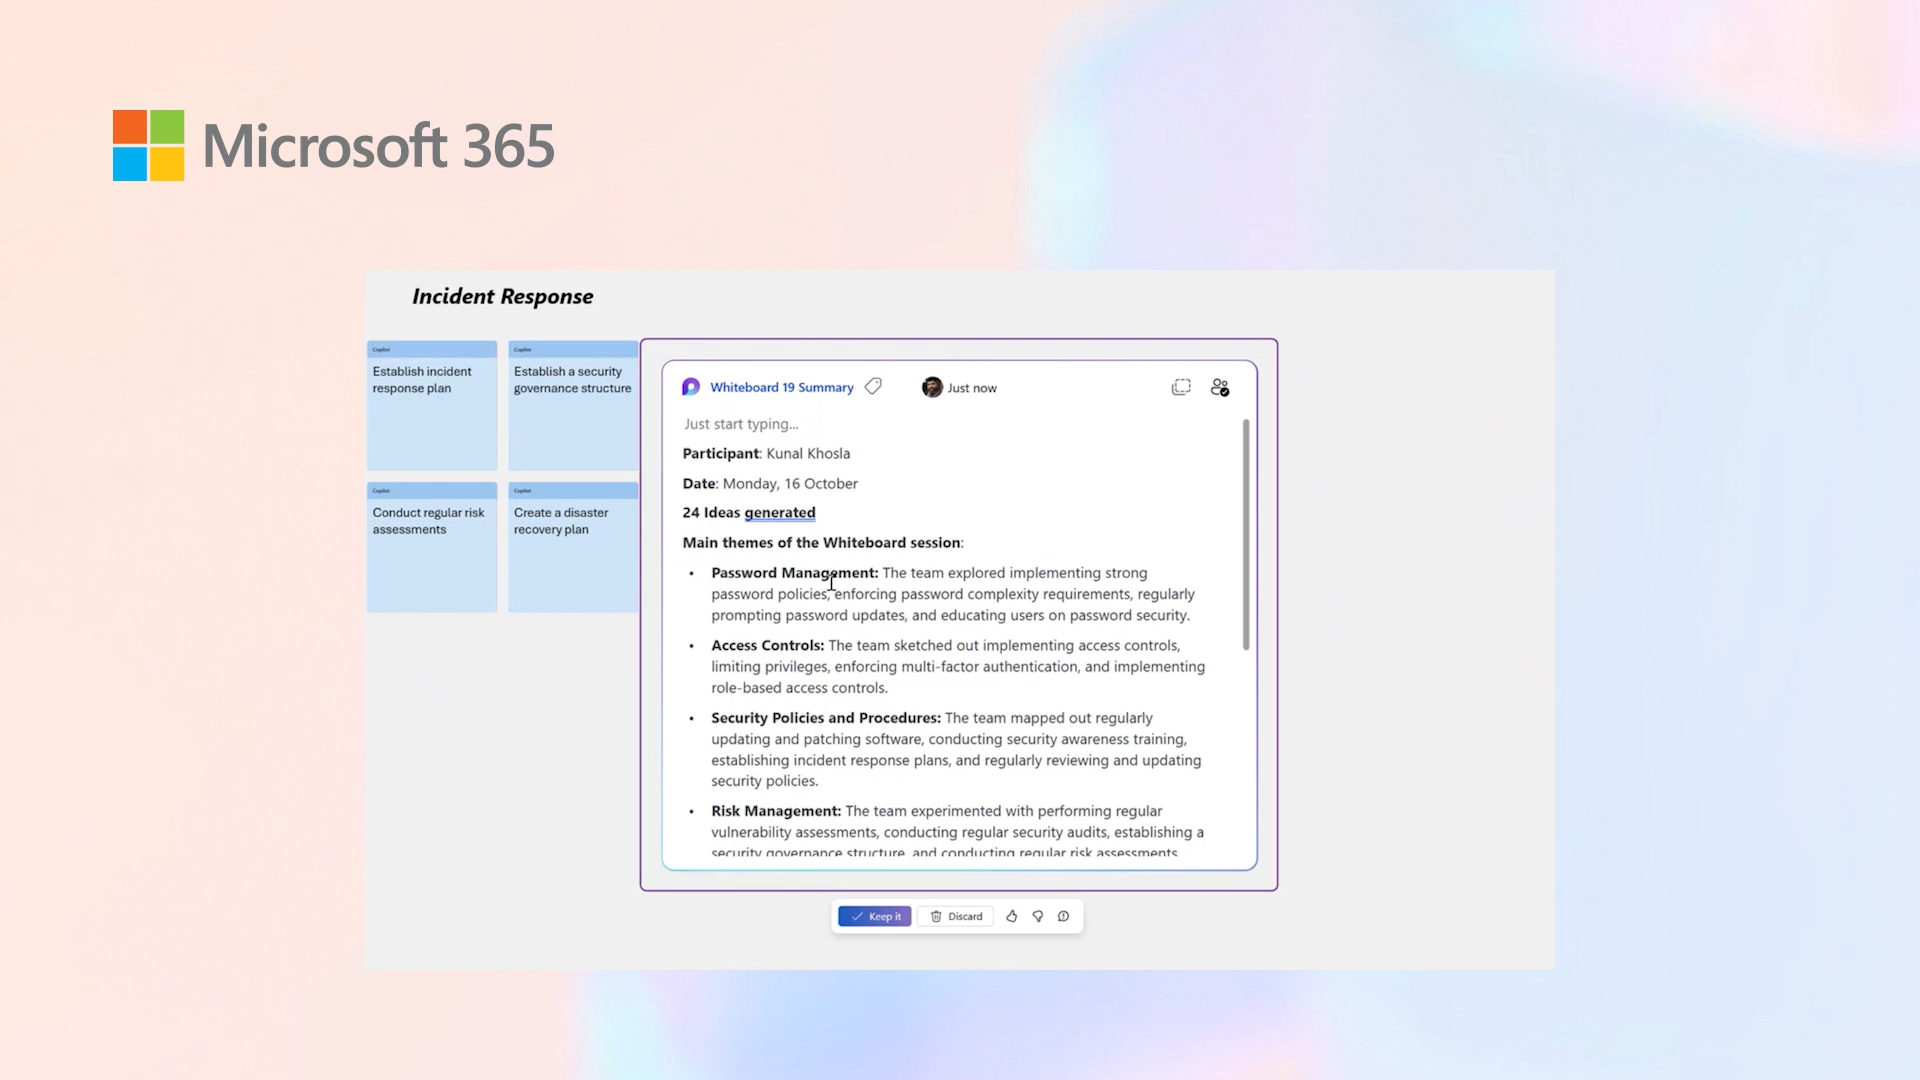 Microsoft 365
Incident Response
Copilot
Establish incident
response plan
Copilot
Establish a security
governance structure
Copilot
Conduct regular risk
assessments
Copilot
Create a disaster
recovery plan
Whiteboard 19 Summary
Just now
Just start typing...
Participant: Kunal Khosla
Date: Monday, 16 October
24 Ideas generated
Main themes of the Whiteboard session:
• Password Management: The team explored implementing strong
password policies, enforcing password complexity requirements, regularly
prompting password updates, and educating users on password security.
• Access Controls: The team sketched out implementing access controls,
limiting privileges, enforcing multi-factor authentication, and implementing
role-based access controls.
• Security Policies and Procedures: The team mapped out regularly
updating and patching software, conducting security awareness training,
establishing incident response plans, and regularly reviewing and updating
security policies.
• Risk Management: The team experimented with performing regular
vulnerability assessments, conducting regular security audits, establishing a
security governance structure, and conducting regular risk assessments
Keep it
Discard